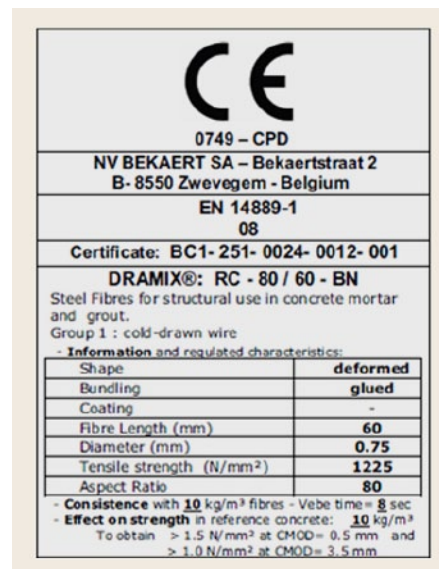 CE
0749 – CPD
NV BEKAERT SA – Bekaertstraat 2
B- 8550 Zwevegem - Belgium
EN 14889-1
08
Certificate: BC1- 251- 0024- 0012- 001
DRAMIX®: RC - 80 / 60 - BN
Steel Fibres for structural use in concrete mortar
and grout.
Group 1 : cold-drawn wire
- Information and regulated characteristics:
Shape deformed
Bundling glued
Coating -
Fibre Length (mm) 60
Diameter (mm) 0.75
Tensile strength (N/mm²) 1225
Aspect Ratio 80
- Consistence with 10 kg/m³ fibres - Vebe time= 8 sec
- Effect on strength in reference concrete: 10 kg/m³
To obtain > 1.5 N/mm² at CMOD= 0.5 mm and
> 1.0 N/mm² at CMOD= 3.5 mm